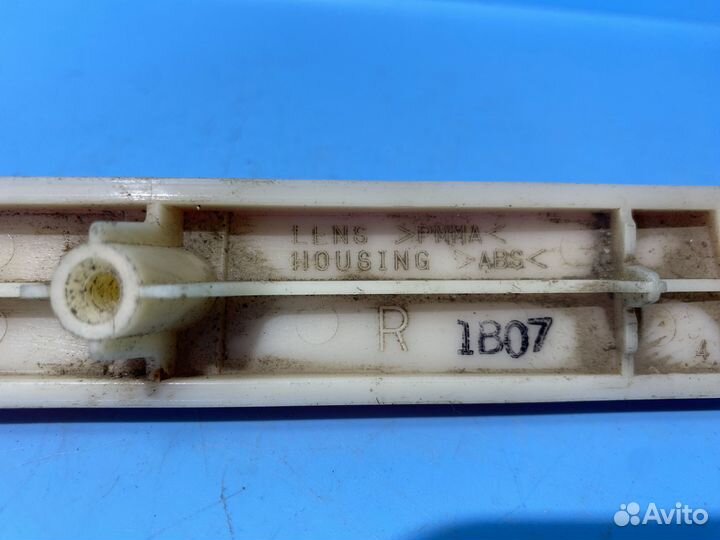 LENS >PMMA<
HOUSING >ABS<
R 1B07
4
Avito